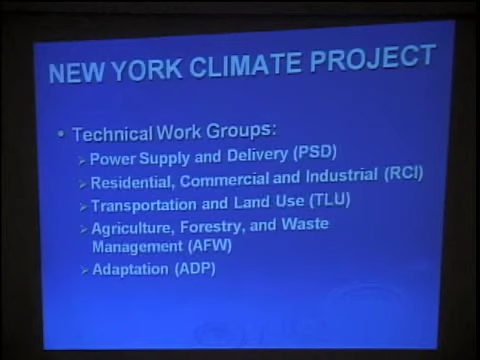 NEW YORK CLIMATE PROJECT
• Technical Work Groups:
➢ Power Supply and Delivery (PSD)
➢ Residential, Commercial and Industrial (RCI)
➢ Transportation and Land Use (TLU)
➢ Agriculture, Forestry, and Waste
Management (AFW)
➢ Adaptation (ADP)